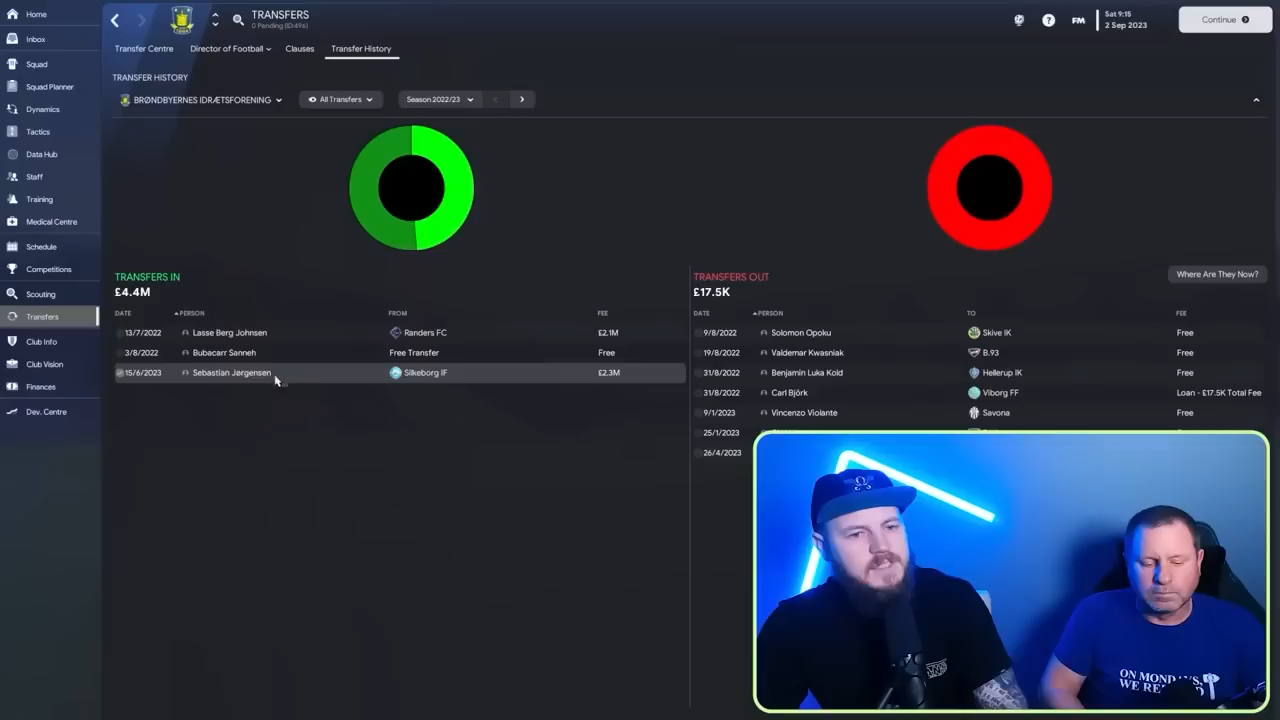 Home
Inbox
Squad
Squad Planner
Dynamics
Tactics
Data Hub
Staff
Training
Medical Centre
Schedule
Competitions
Scouting
Transfers
Club Info
Club Vision
Finances
Dev. Centre
TRANSFERS
Sat 9:15
2 Sep 2023
FM
Continue
Transfer Centre Director of Football Clauses Transfer History
TRANSFER HISTORY
BRØNDBYERNES IDRÆTSFORENING All Transfers Season 2022/23
TRANSFERS IN
£4.4M
DATE PERSON FROM FEE
13/7/2022 Lasse Berg Johnsen Randers FC £2.1M
3/8/2022 Bubacarr Sanneh Free Transfer Free
15/6/2023 Sebastian Jørgensen Silkeborg IF £2.3M
TRANSFERS OUT
£17.5K
Where Are They Now?
DATE PERSON TO FEE
9/8/2022 Solomon Opoku Skive IK Free
19/8/2022 Valdemar Kwasniak B.93 Free
31/8/2022 Benjamin Luka Kold Hellerup IK Free
31/8/2022 Carl Björk Viborg FF Loan - £17.5K Total Fee
9/1/2023 Vincenzo Violante Savona Free
25/1/2023
26/4/2023
ON MONDAYS,